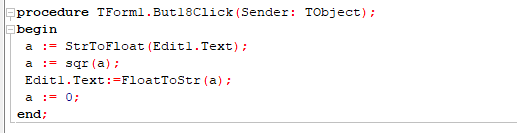 procedure TForm1.But18Click(Sender: TObject);
begin
a := StrToFloat(Edit1.Text);
a := sqr(a);
Edit1.Text:=FloatToStr(a);
a := 0;
end;